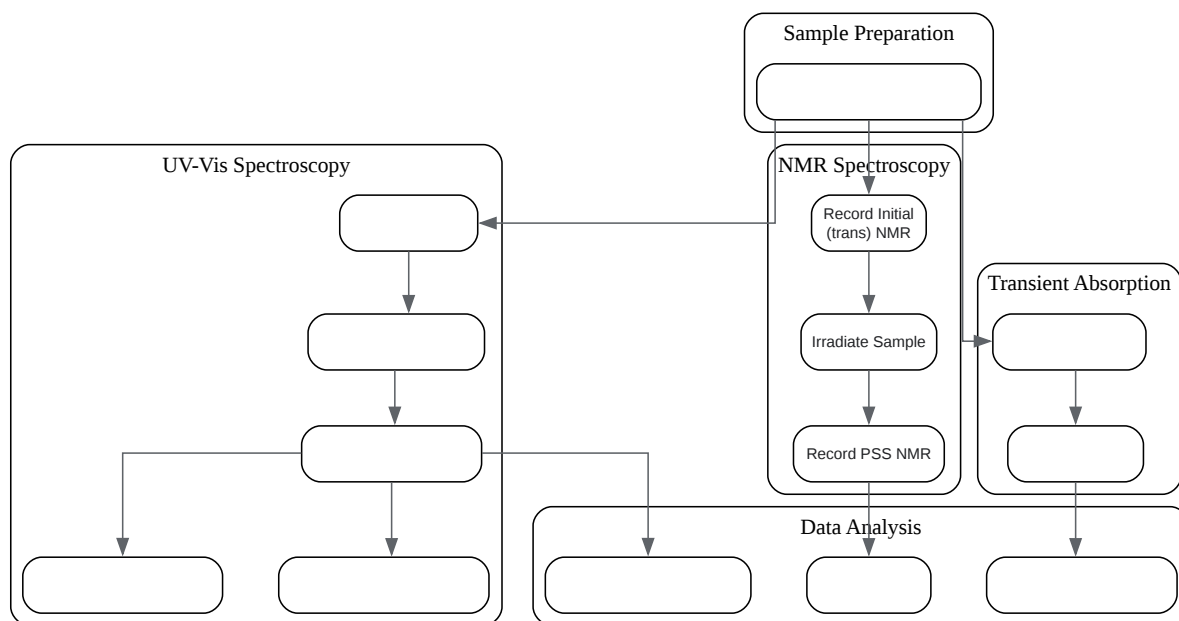 Sample Preparation
UV-Vis Spectroscopy
NMR Spectroscopy
Record Initial
(trans) NMR
Transient Absorption
Irradiate Sample
Record PSS NMR
Data Analysis